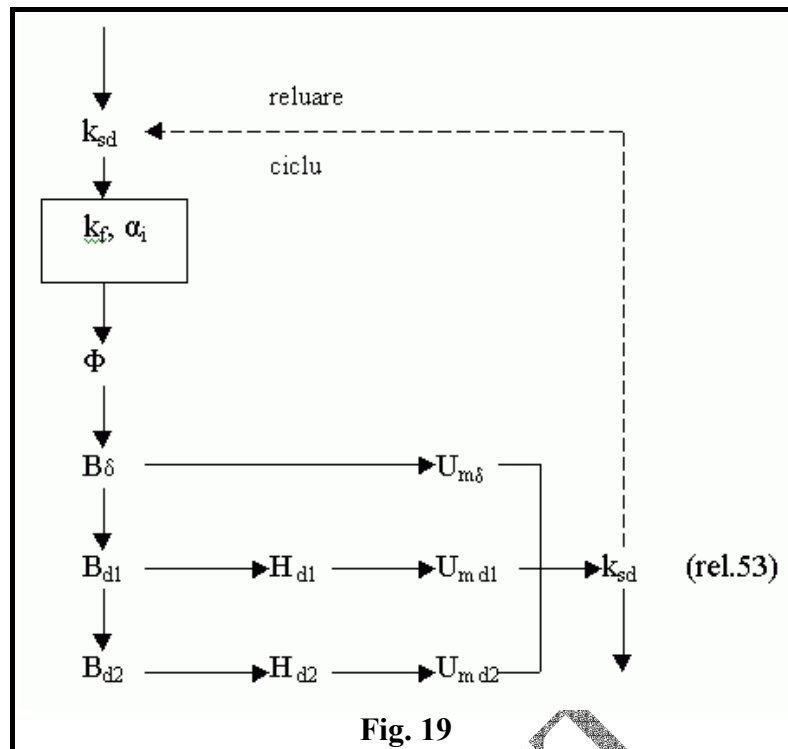 reluare
k_sd
ciclu
k_f, α_i
Φ
Bδ U_mδ
B_d1 H_d1 U_m d1 k_sd (rel.53)
B_d2 H_d2 U_m d2
Fig. 19